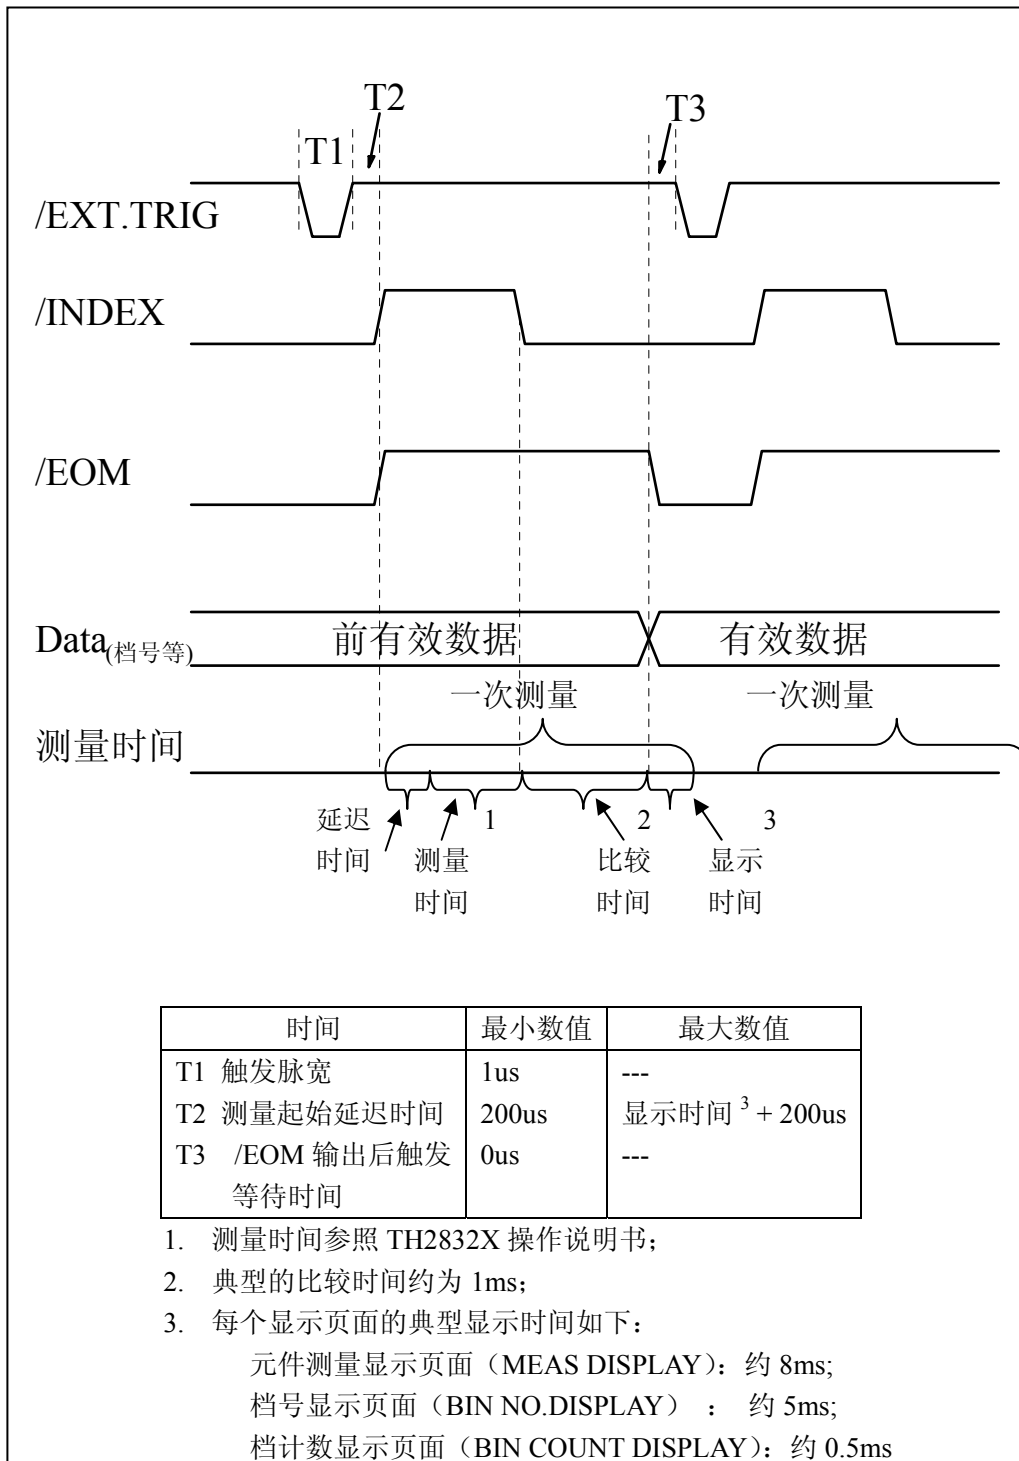 T2
T3
T1
/EXT.TRIG
/INDEX
/EOM
Data(档号等)
前有效数据
有效数据
一次测量
一次测量
测量时间
延迟
时间
1
测量
时间
2
比较
时间
3
显示
时间
时间 最小数值 最大数值
T1 触发脉宽 1us ---
T2 测量起始延迟时间 200us 显示时间 3 + 200us
T3 /EOM 输出后触发 0us ---
等待时间
1. 测量时间参照 TH2832X 操作说明书;
2. 典型的比较时间约为 1ms;
3. 每个显示页面的典型显示时间如下:
元件测量显示页面(MEAS DISPLAY):约 8ms;
档号显示页面(BIN NO.DISPLAY) : 约 5ms;
档计数显示页面(BIN COUNT DISPLAY):约 0.5ms